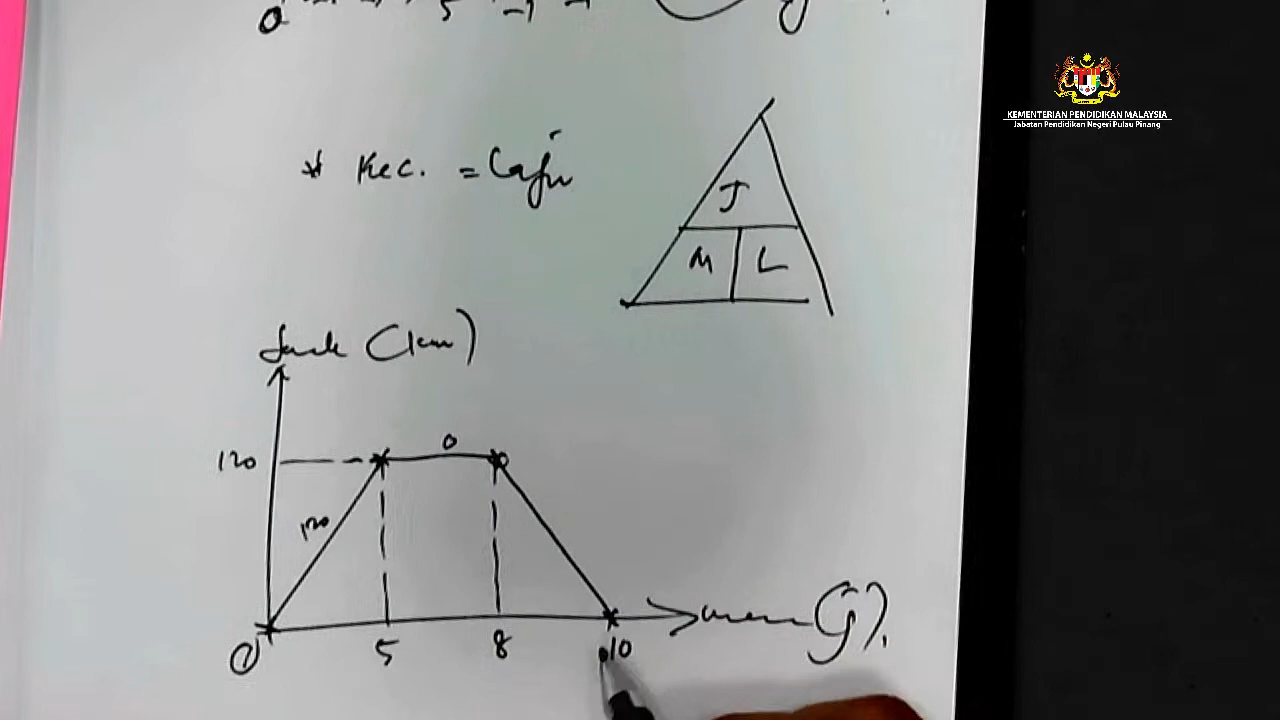 KEMENTERIAN PENDIDIKAN MALAYSIA
Jabatan Pendidikan Negeri Pulau Pinang
* Kec. = Laju
J
M L
Jarak (km)
120
0
120
0 5 8 10
masa (j)